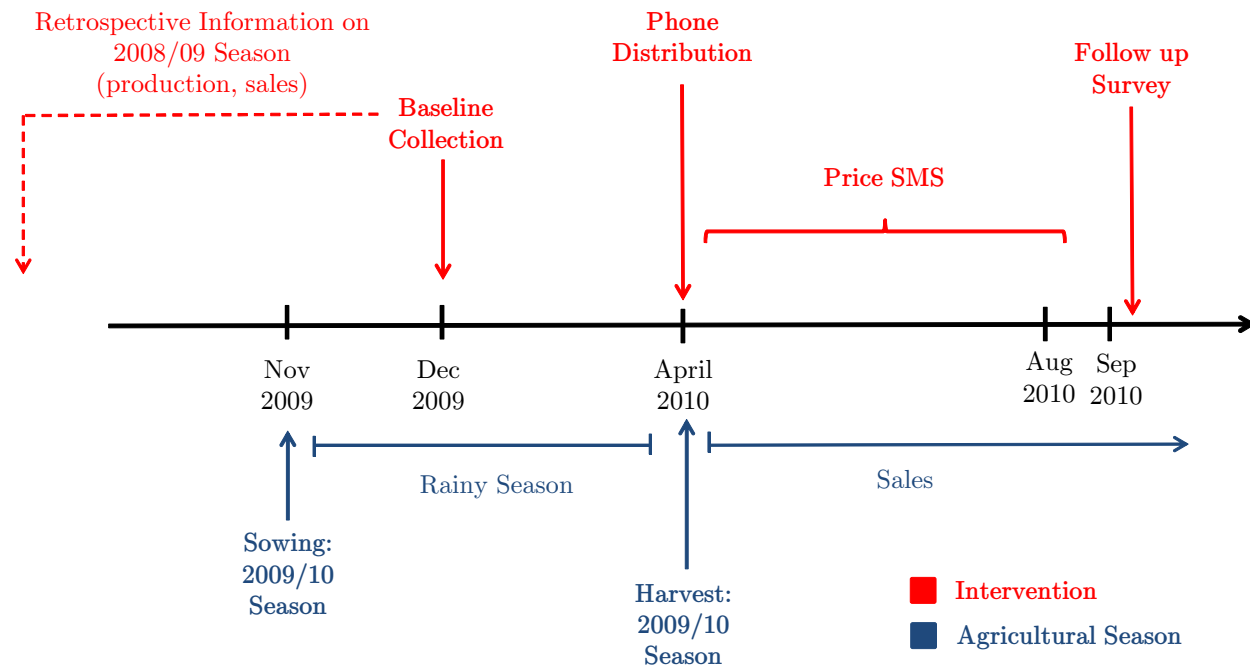 Retrospective Information on
2008/09 Season
(production, sales)
Baseline
Collection
Phone
Distribution
Price SMS
Follow up
Survey
Nov
2009
Dec
2009
April
2010
Aug
2010
Sep
2010
Rainy Season
Sales
Sowing:
2009/10
Season
Harvest:
2009/10
Season
Intervention
Agricultural Season